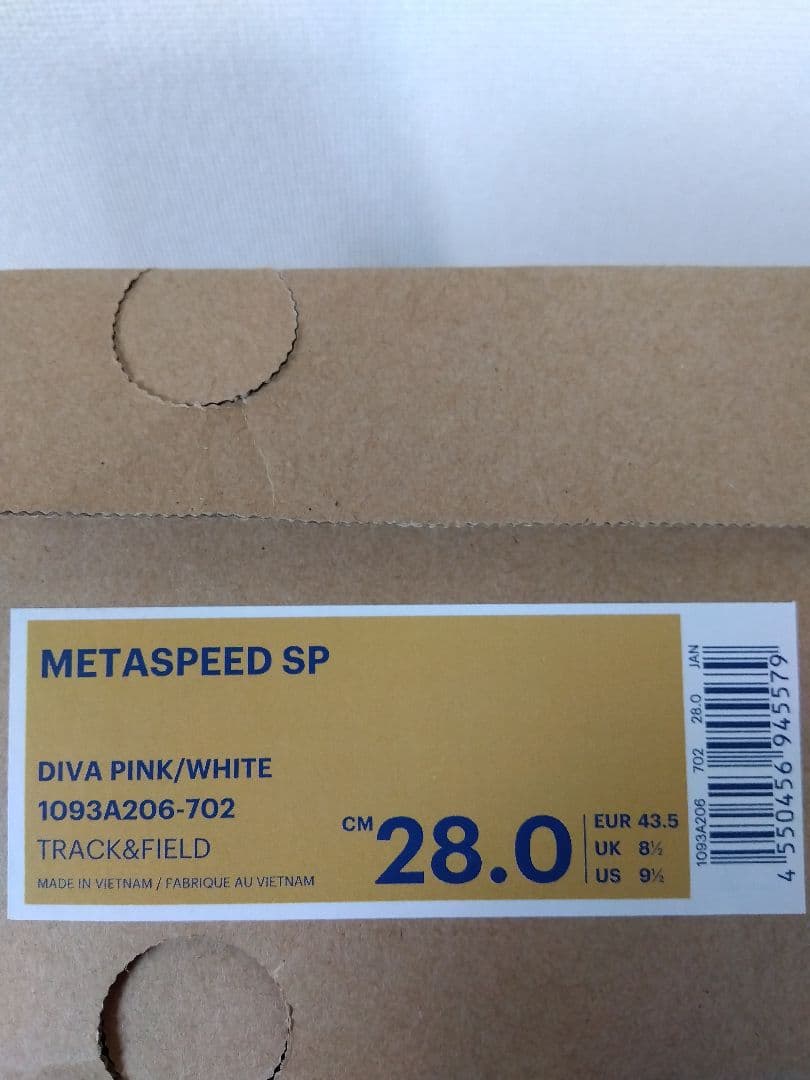 METASPEED SP
DIVA PINK/WHITE
1093A206-702
TRACK&FIELD
MADE IN VIETNAM / FABRIQUE AU VIETNAM
CM 28.0
EUR 43.5
UK 8½
US 9½
1093A206 702 28.0 JAN
4 550456 945579